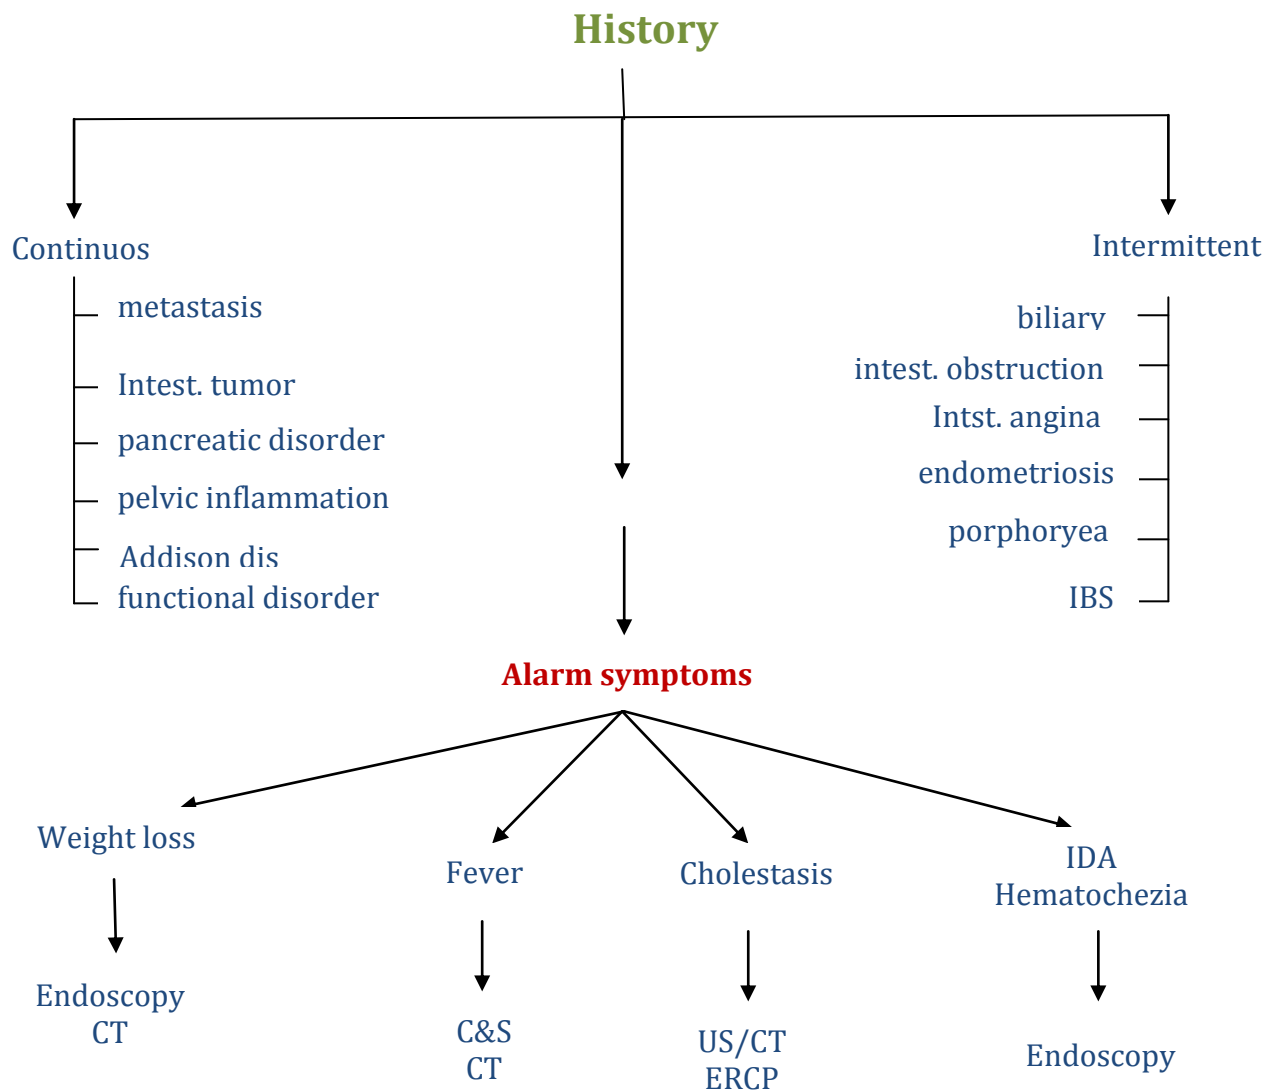 History
Continuos
metastasis
Intest. tumor
pancreatic disorder
pelvic inflammation
Addison dis
functional disorder
Intermittent
biliary
intest. obstruction
Intst. angina
endometriosis
porphoryea
IBS
Alarm symptoms
Weight loss
Endoscopy
CT
Fever
C&S
CT
Cholestasis
US/CT
ERCP
IDA
Hematochezia
Endoscopy